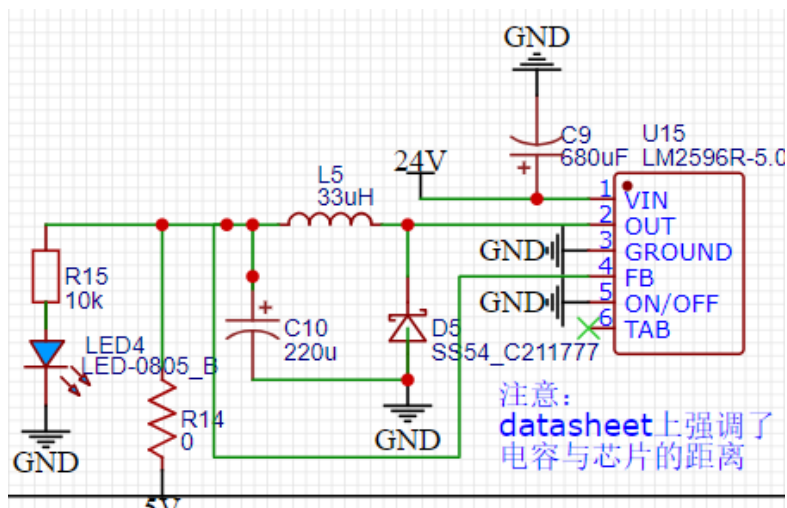 GND
C9
680uF
U15
LM2596R-5.0
24V
L5
33uH
1 VIN
2 OUT
3 GROUND
4 FB
5 ON/OFF
6 TAB
GND
GND
R15
10k
C10
220u
D5
SS54_C211777
LED4
LED-0805_B
R14
0
GND
GND
注意：
datasheet上强调了
电容与芯片的距离
5V